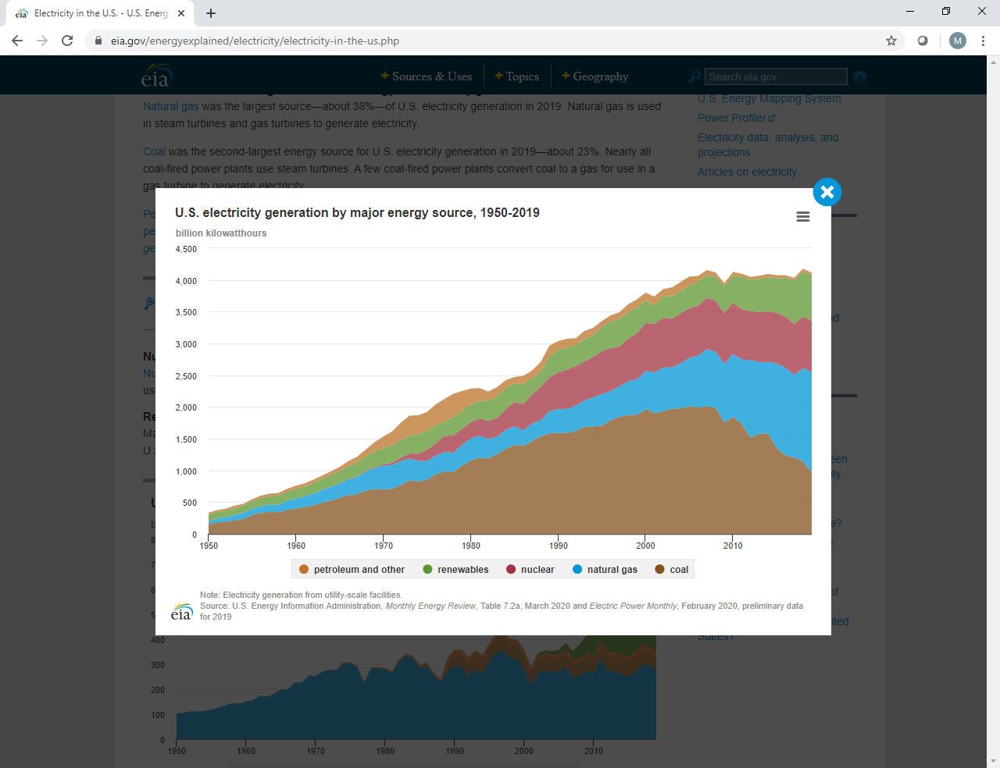 eia
Electricity in the U.S. - U.S. Energ
eia.gov/energyexplained/electricity/electricity-in-the-us.php
M
eia
+ Sources & Uses
+ Topics
+ Geography
Search eia.gov
Natural gas was the largest source—about 38%—of U.S. electricity generation in 2019. Natural gas is used
in steam turbines and gas turbines to generate electricity.
Coal was the second-largest energy source for U.S. electricity generation in 2019—about 23%. Nearly all
coal-fired power plants use steam turbines. A few coal-fired power plants convert coal to a gas for use in a
gas turbine to generate electricity.
U.S. Energy Mapping System
Power Profiler
Electricity data, analysis, and
projections
Articles on electricity
U.S. electricity generation by major energy source, 1950-2019
billion kilowatthours
4,500
4,000
3,500
3,000
2,500
2,000
1,500
1,000
500
0
1950
1960
1970
1980
1990
2000
2010
petroleum and other
renewables
nuclear
natural gas
coal
Note: Electricity generation from utility-scale facilities.
Source: U.S. Energy Information Administration, Monthly Energy Review, Table 7.2a, March 2020 and Electric Power Monthly, February 2020, preliminary data
for 2019
eia
States?
400
300
200
100
0
1950
1960
1970
1980
1990
2000
2010